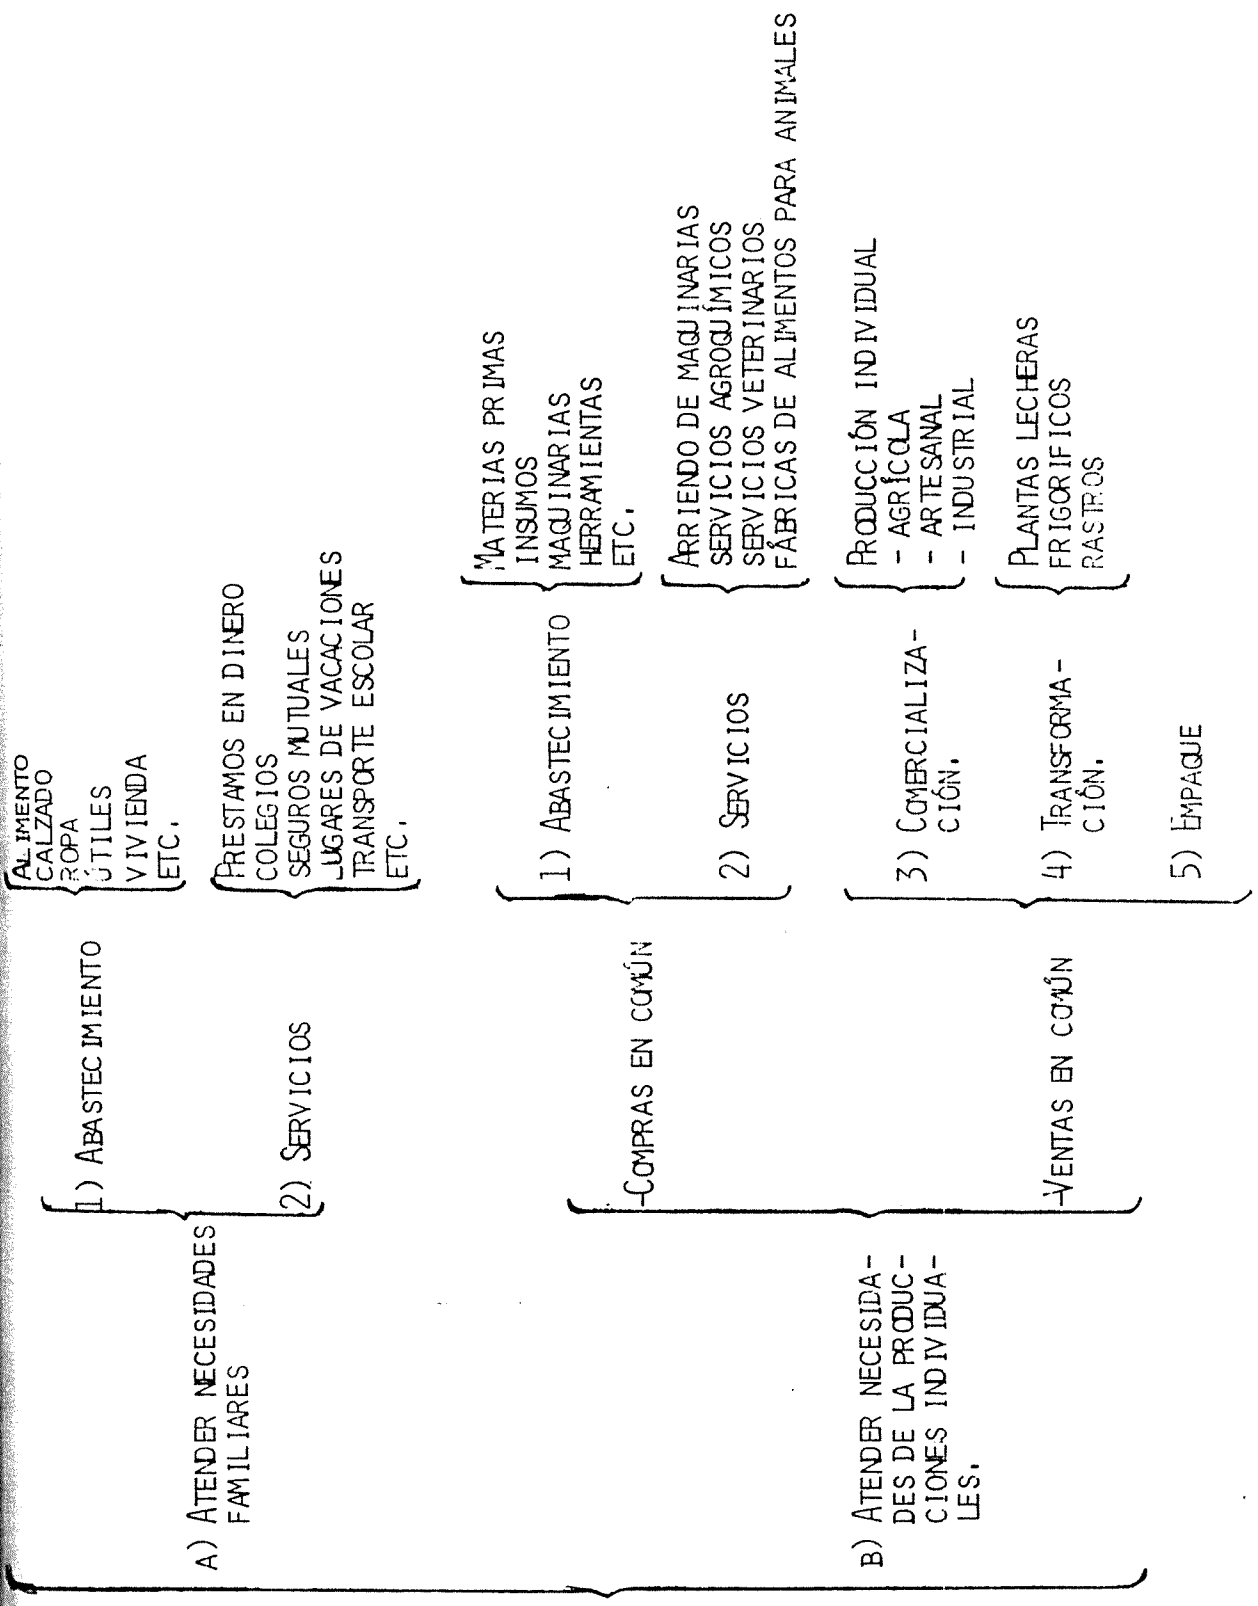 A) ATENDER NECESIDADES
FAMILIARES
1) ABASTECIMIENTO
ALIMENTO
CALZADO
ROPA
ÚTILES
VIVIENDA
ETC.
2) SERVICIOS
PRESTAMOS EN DINERO
COLEGIOS
SEGUROS MUTUALES
LUGARES DE VACACIONES
TRANSPORTE ESCOLAR
ETC.
B) ATENDER NECESIDA-
DES DE LA PRODUC-
CIONES INDIVIDUA-
LES.
-COMPRAS EN COMÚN
1) ABASTECIMIENTO
MATERIAS PRIMAS
INSUMOS
MAQUINARIAS
HERRAMIENTAS
ETC.
2) SERVICIOS
ARRIENDO DE MAQUINARIAS
SERVICIOS AGROQUÍMICOS
SERVICIOS VETERINARIOS
FÁBRICAS DE ALIMENTOS PARA ANIMALES
-VENTAS EN COMÚN
3) COMERCIALIZA-
CIÓN.
PRODUCCIÓN INDIVIDUAL
- AGRÍCOLA
- ARTESANAL
- INDUSTRIAL
4) TRANSFORMA-
CIÓN.
PLANTAS LECHERAS
FRIGORIFICOS
RASTROS
5) EMPAQUE